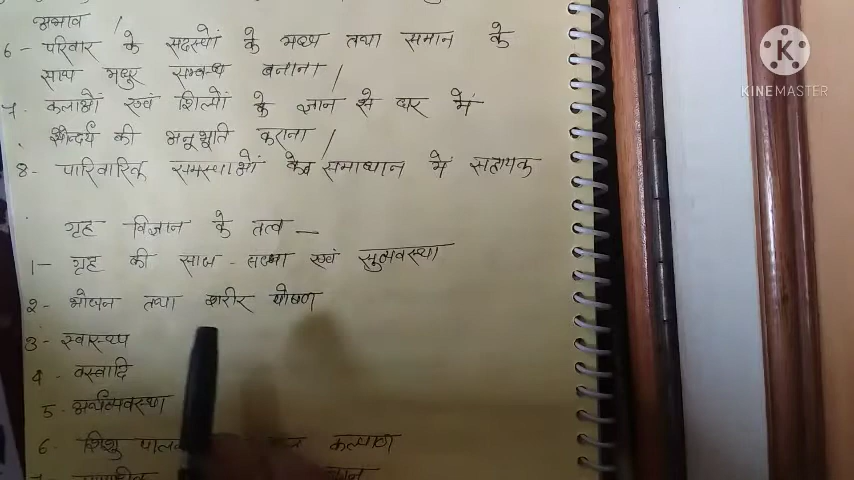 अभाव /
6 - परिवार के सदस्यों के मध्य तथा समाज के
साथ मधुर सम्बन्ध बनाना /
7 - कलाओं एवं शिल्पों के ज्ञान से घर में
सौन्दर्य की अनुभूति कराना /
8 - पारिवारिक समस्याओं के समाधान में सहायक
गृह विज्ञान के तत्व -
1 - गृह की साज - सज्जा एवं सुव्यवस्था
2 - भोजन तथा शरीर पोषण
3 - स्वास्थ्य
4 - वस्त्रादि
5 - अर्थव्यवस्था
6 - शिशु कल्याण
KINEMASTER